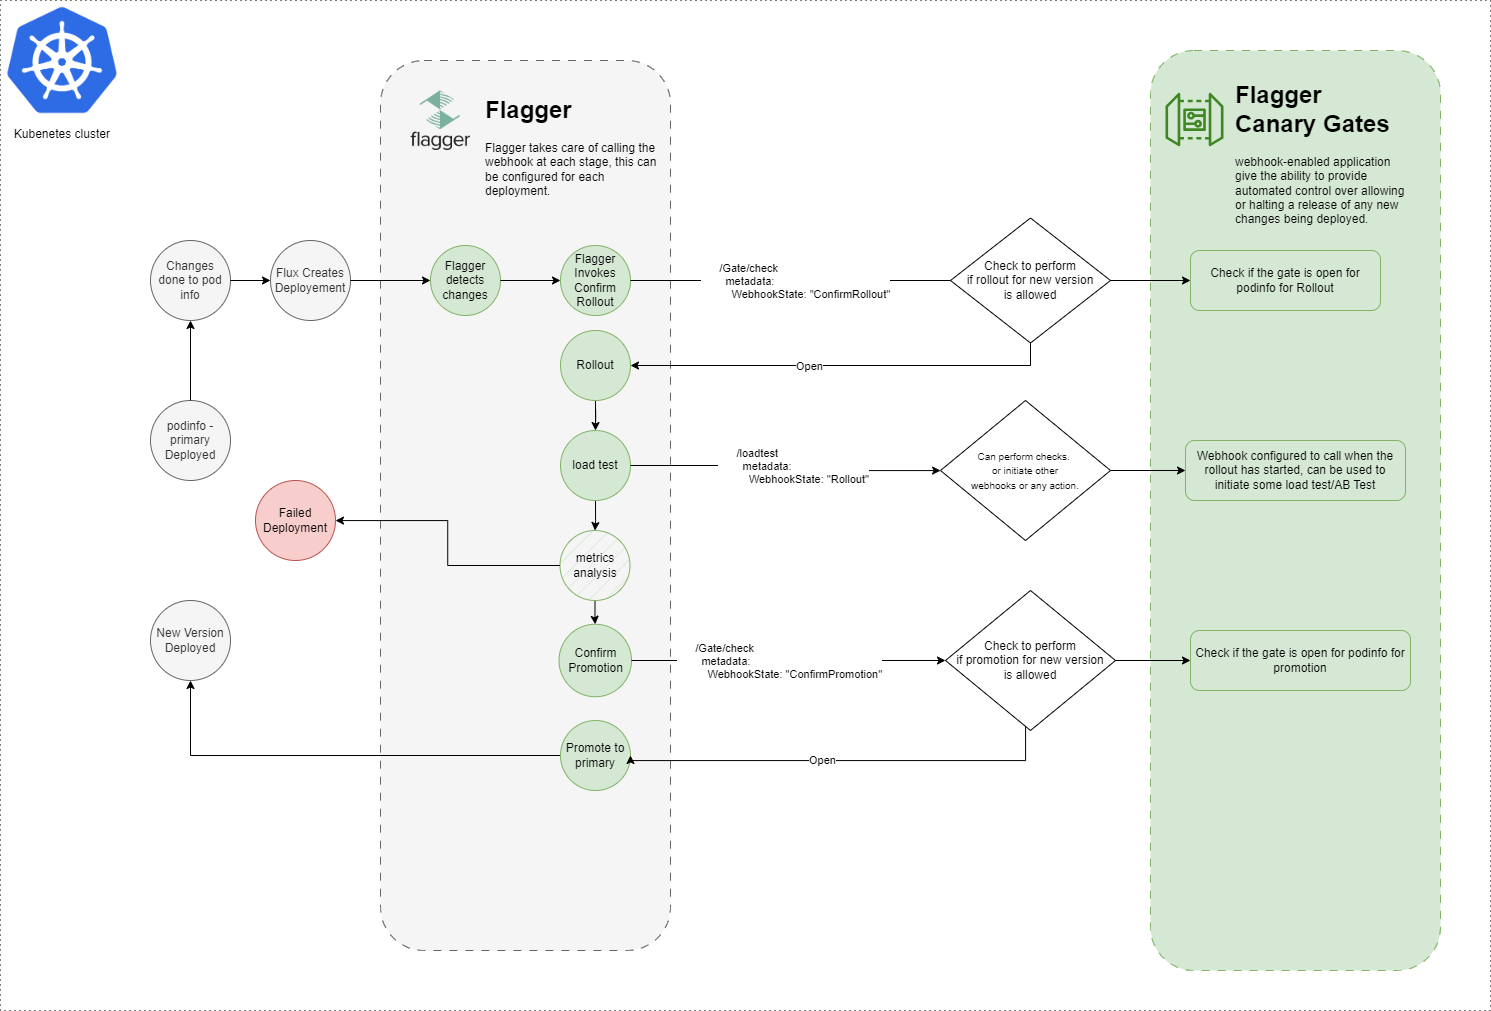 Kubenetes cluster
flagger
Flagger
Flagger takes care of calling the
webhook at each stage, this can
be configured for each
deployment.
Flagger
Canary Gates
webhook-enabled application
give the ability to provide
automated control over allowing
or halting a release of any new
changes being deployed.
Changes
done to pod
info
Flux Creates
Deployement
Flagger
detects
changes
Flagger
Invokes
Confirm
Rollout
/Gate/check
metadata:
WebhookState: "ConfirmRollout"
Check to perform
if rollout for new version
is allowed
Check if the gate is open for
podinfo for Rollout
Rollout
Open
podinfo -
primary
Deployed
load test
/loadtest
metadata:
WebhookState: "Rollout"
Can perform checks.
or initiate other
webhooks or any action.
Webhook configured to call when the
rollout has started, can be used to
initiate some load test/AB Test
Failed
Deployment
metrics
analysis
New Version
Deployed
Confirm
Promotion
/Gate/check
metadata:
WebhookState: "ConfirmPromotion"
Check to perform
if promotion for new version
is allowed
Check if the gate is open for podinfo for
promotion
Promote to
primary
Open